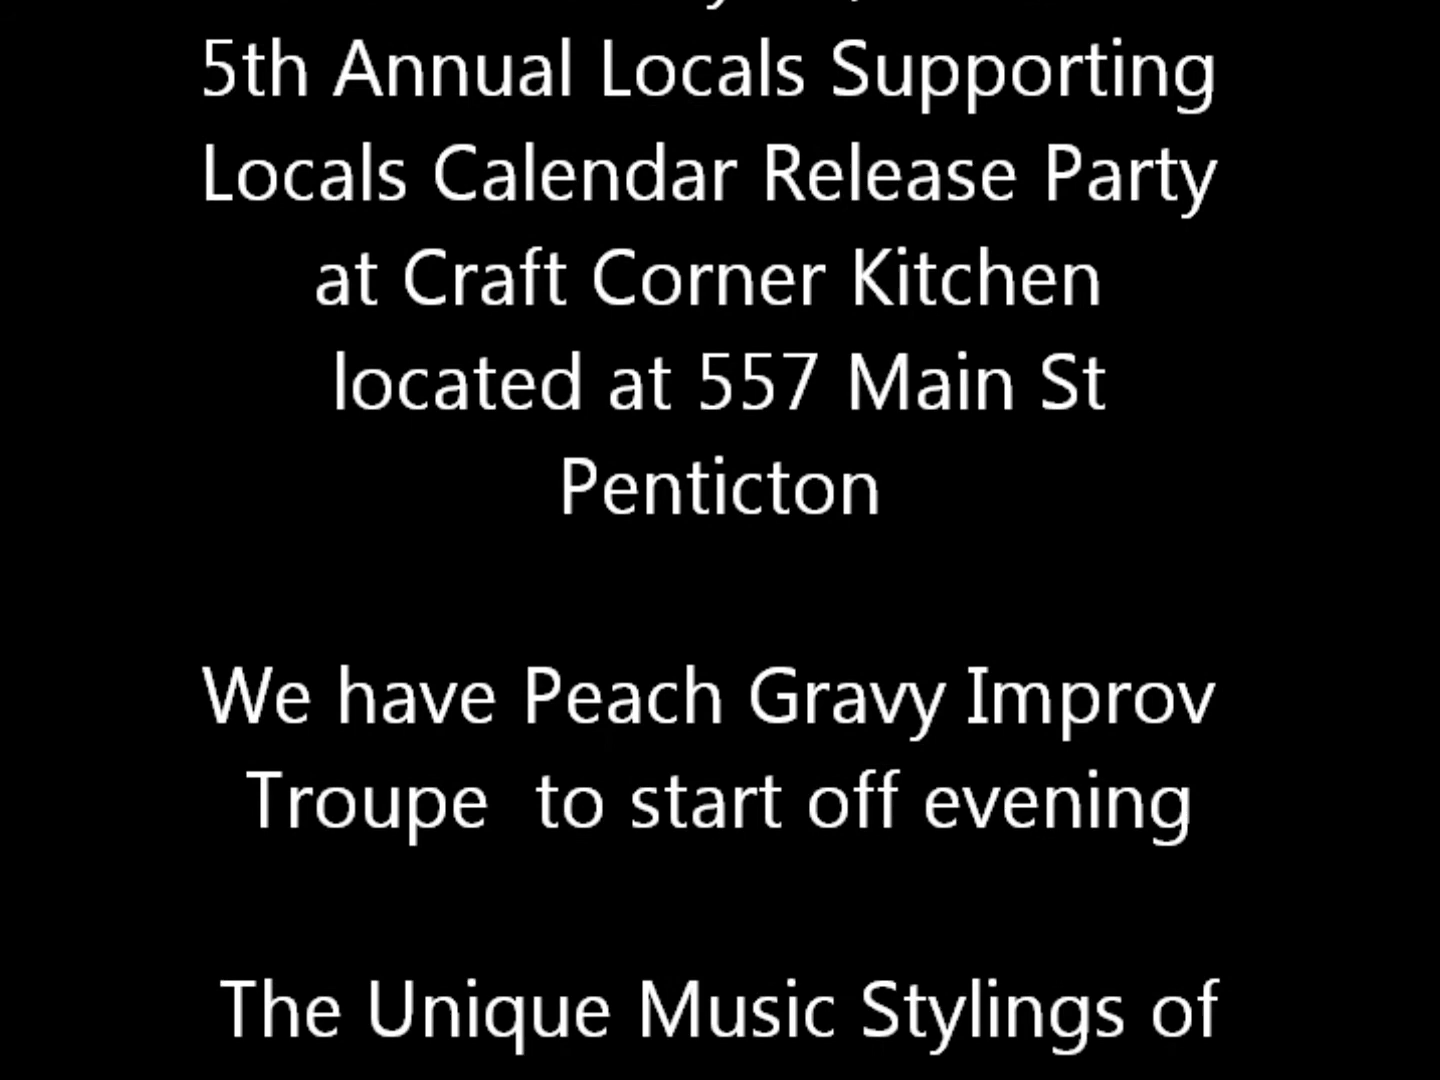 5th Annual Locals Supporting
Locals Calendar Release Party
at Craft Corner Kitchen
located at 557 Main St
Penticton
We have Peach Gravy Improv
Troupe  to start off evening
The Unique Music Stylings of